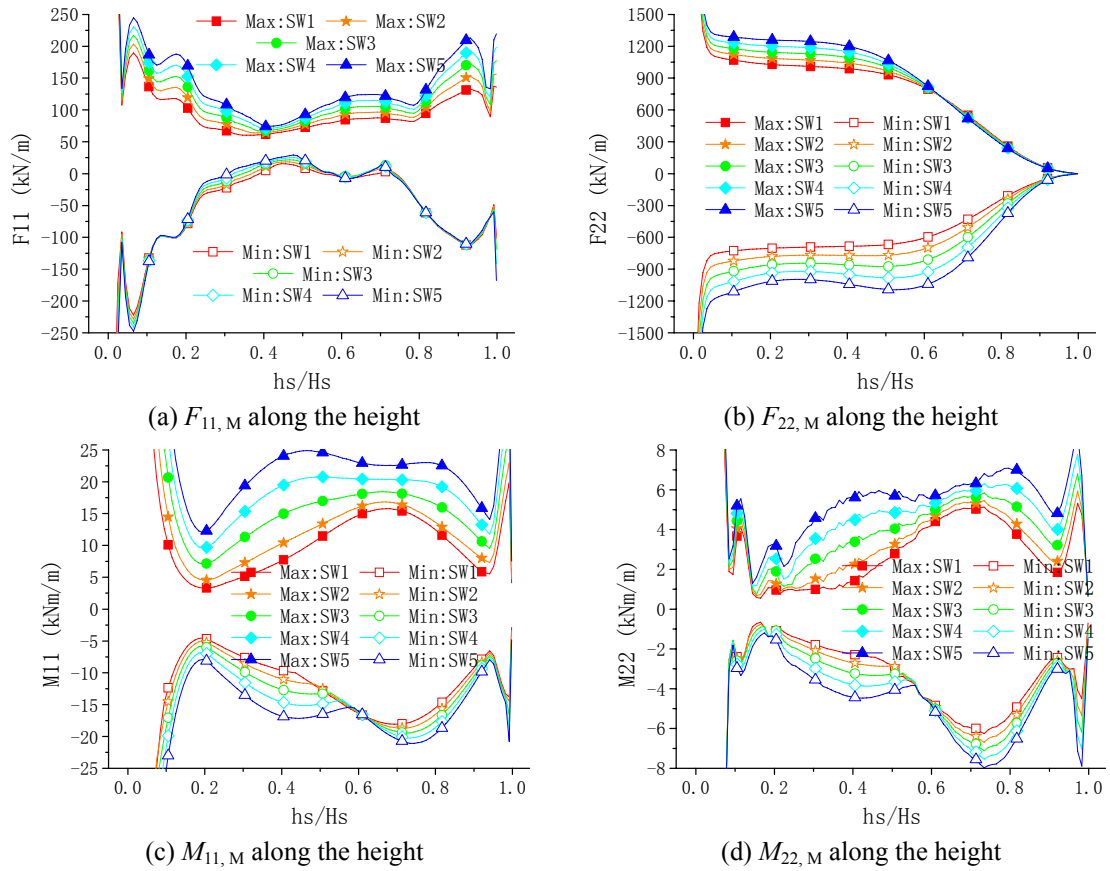 250
200
150
100
50
0
-50
-100
-150
-200
-250
F11 (kN/m)
Max:SW1 Max:SW2
Max:SW3
Max:SW4 Max:SW5
Min:SW1 Min:SW2
Min:SW3
Min:SW4 Min:SW5
0.0 0.2 0.4 0.6 0.8 1.0
hs/Hs
(a) F11, M along the height
1500
1200
900
600
300
0
-300
-600
-900
-1200
-1500
F22 (kN/m)
Max:SW1 Min:SW1
Max:SW2 Min:SW2
Max:SW3 Min:SW3
Max:SW4 Min:SW4
Max:SW5 Min:SW5
0.0 0.2 0.4 0.6 0.8 1.0
hs/Hs
(b) F22, M along the height
25
20
15
10
5
0
-5
-10
-15
-20
-25
M11 (kNm/m)
Max:SW1 Min:SW1
Max:SW2 Min:SW2
Max:SW3 Min:SW3
Max:SW4 Min:SW4
Max:SW5 Min:SW5
0.0 0.2 0.4 0.6 0.8 1.0
hs/Hs
(c) M11, M along the height
8
6
4
2
0
-2
-4
-6
-8
M22 (kNm/m)
Max:SW1 Min:SW1
Max:SW2 Min:SW2
Max:SW3 Min:SW3
Max:SW4 Min:SW4
Max:SW5 Min:SW5
0.0 0.2 0.4 0.6 0.8 1.0
hs/Hs
(d) M22, M along the height